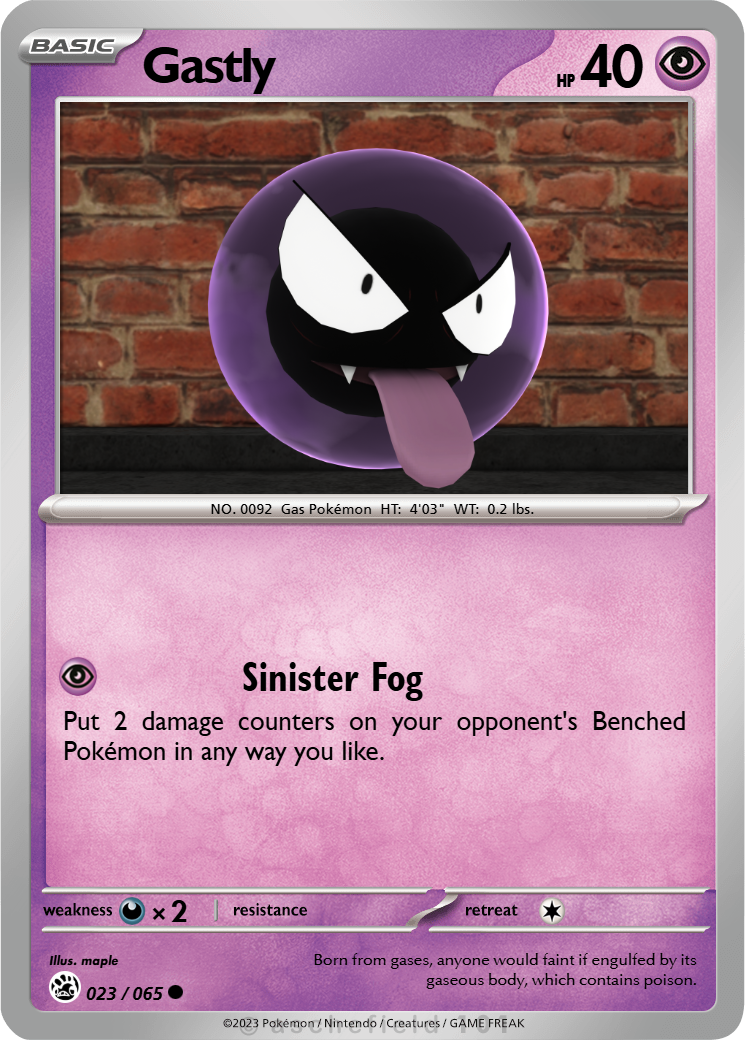 BASIC
Gastly
HP 40
NO. 0092 Gas Pokémon HT: 4'03" WT: 0.2 lbs.
Sinister Fog
Put 2 damage counters on your opponent's Benched
Pokémon in any way you like.
weakness × 2 resistance retreat
Illus. maple
Born from gases, anyone would faint if engulfed by its
gaseous body, which contains poison.
023 / 065
©2023 Pokémon / Nintendo / Creatures / GAME FREAK